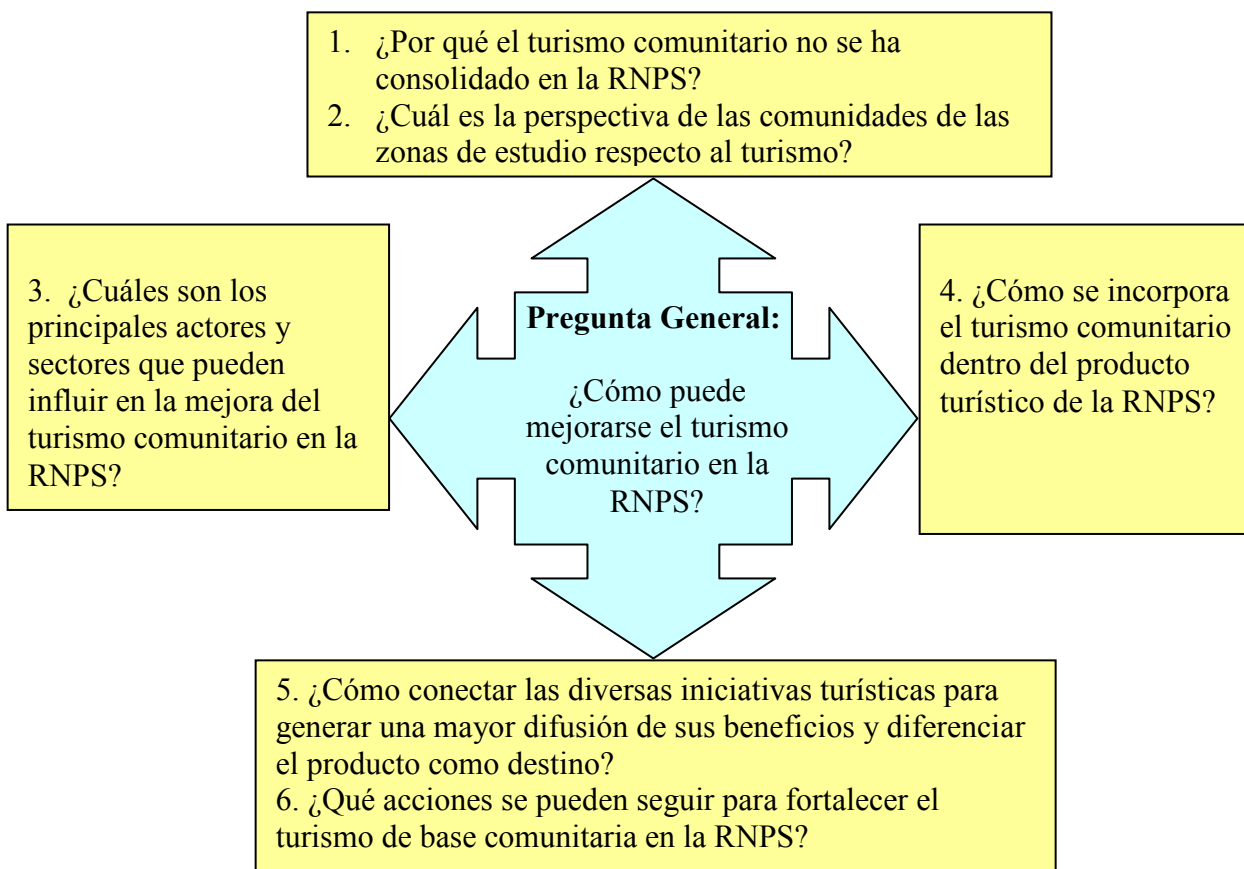 1. ¿Por qué el turismo comunitario no se ha
consolidado en la RNPS?
2. ¿Cuál es la perspectiva de las comunidades de las
zonas de estudio respecto al turismo?
3. ¿Cuáles son los
principales actores y
sectores que pueden
influir en la mejora del
turismo comunitario en la
RNPS?
Pregunta General:
¿Cómo puede
mejorarse el turismo
comunitario en la
RNPS?
4. ¿Cómo se incorpora
el turismo comunitario
dentro del producto
turístico de la RNPS?
5. ¿Cómo conectar las diversas iniciativas turísticas para
generar una mayor difusión de sus beneficios y diferenciar
el producto como destino?
6. ¿Qué acciones se pueden seguir para fortalecer el
turismo de base comunitaria en la RNPS?